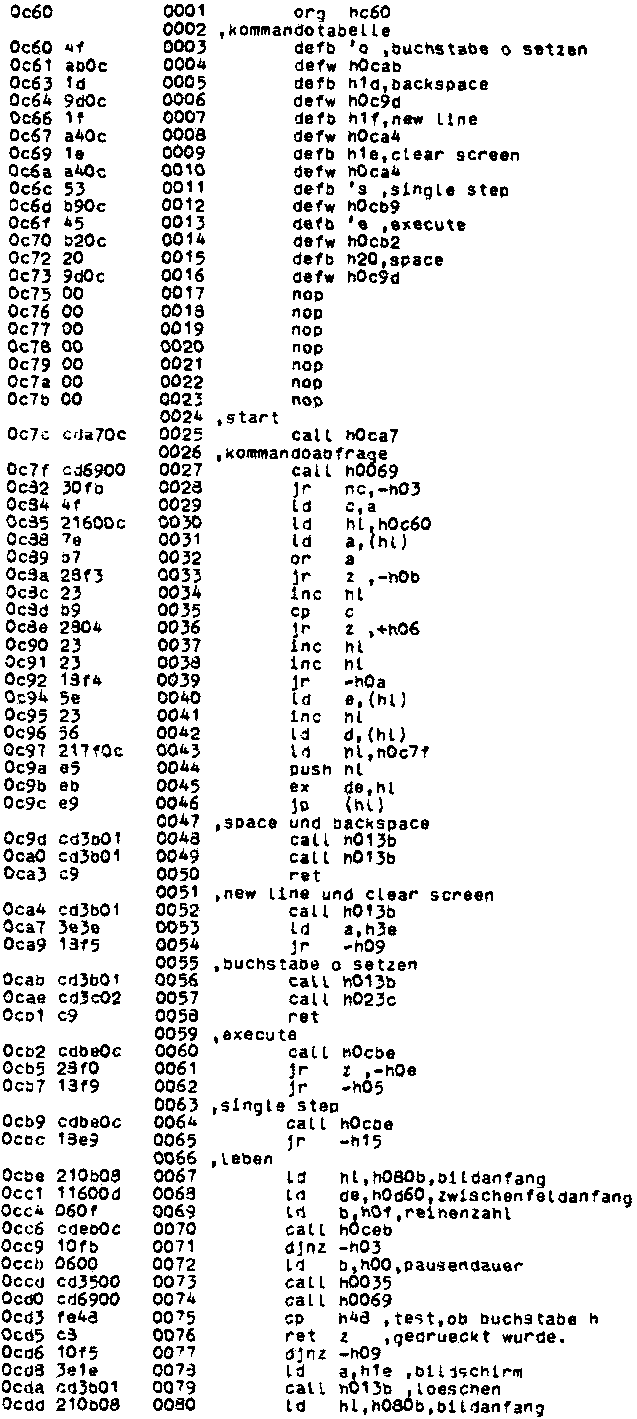 0c60 0001 org hc60
0002 ,kommandotabelle
0c60 4f 0003 defb 'o ,buchstabe o setzen
0c61 ab0c 0004 defw h0cab
0c63 1d 0005 defb h1d,backspace
0c64 9d0c 0006 defw h0c9d
0c66 1f 0007 defb h1f,new line
0c67 a40c 0008 defw h0ca4
0c69 1e 0009 defb h1e,clear screen
0c6a a40c 0010 defw h0ca4
0c6c 53 0011 defb 's ,single step
0c6d b90c 0012 defw h0cb9
0c6f 45 0013 defb 'e ,execute
0c70 b20c 0014 defw h0cb2
0c72 20 0015 defb h20,space
0c73 9d0c 0016 defw h0c9d
0c75 00 0017 nop
0c76 00 0018 nop
0c77 00 0019 nop
0c78 00 0020 nop
0c79 00 0021 nop
0c7a 00 0022 nop
0c7b 00 0023 nop
0024 ,start
0c7c cda70c 0025 call h0ca7
0026 ,kommandoabfrage
0c7f cd6900 0027 call h0069
0c82 30fb 0028 jr nc,-h03
0c84 4f 0029 ld c,a
0c85 21600c 0030 ld hl,h0c60
0c88 7e 0031 ld a,(hl)
0c89 b7 0032 or a
0c8a 28f3 0033 jr z ,-h0b
0c8c 23 0034 inc hl
0c8d b9 0035 cp c
0c8e 2804 0036 jr z ,+h06
0c90 23 0037 inc hl
0c91 23 0038 inc hl
0c92 18f4 0039 jr -h0a
0c94 5e 0040 ld e,(hl)
0c95 23 0041 inc hl
0c96 56 0042 ld d,(hl)
0c97 217f0c 0043 ld hl,h0c7f
0c9a e5 0044 push hl
0c9b eb 0045 ex de,hl
0c9c e9 0046 jp (hl)
0047 ,space und backspace
0c9d cd3b01 0048 call h013b
0ca0 cd3b01 0049 call h013b
0ca3 c9 0050 ret
0051 ,new line und clear screen
0ca4 cd3b01 0052 call h013b
0ca7 3e3e 0053 ld a,h3e
0ca9 18f5 0054 jr -h09
0055 ,buchstabe o setzen
0cab cd3b01 0056 call h013b
0cae cd3c02 0057 call h023c
0cb1 c9 0058 ret
0059 ,execute
0cb2 cdbe0c 0060 call h0cbe
0cb5 28f0 0061 jr z ,-h0e
0cb7 18f9 0062 jr -h05
0063 ,single step
0cb9 cdbe0c 0064 call h0cbe
0cbc 18e9 0065 jr -h15
0066 ,leben
0cbe 210b08 0067 ld hl,h080b,bildanfang
0cc1 11600d 0068 ld de,h0d60,zwischenfeldanfang
0cc4 060f 0069 ld b,h0f,reihenzahl
0cc6 cdeb0c 0070 call h0ceb
0cc9 10fb 0071 djnz -h03
0ccb 0600 0072 ld b,h00,pausendauer
0ccd cd3500 0073 call h0035
0cd0 cd6900 0074 call h0069
0cd3 fe48 0075 cp h48 ,test,ob buchstabe h
0cd5 c8 0076 ret z ,gedrueckt wurde.
0cd6 10f5 0077 djnz -h09
0cd8 3e1e 0078 ld a,h1e ,bildschirm
0cda cd3b01 0079 call h013b ,loeschen
0cdd 210b08 0080 ld hl,h080b,bildanfang